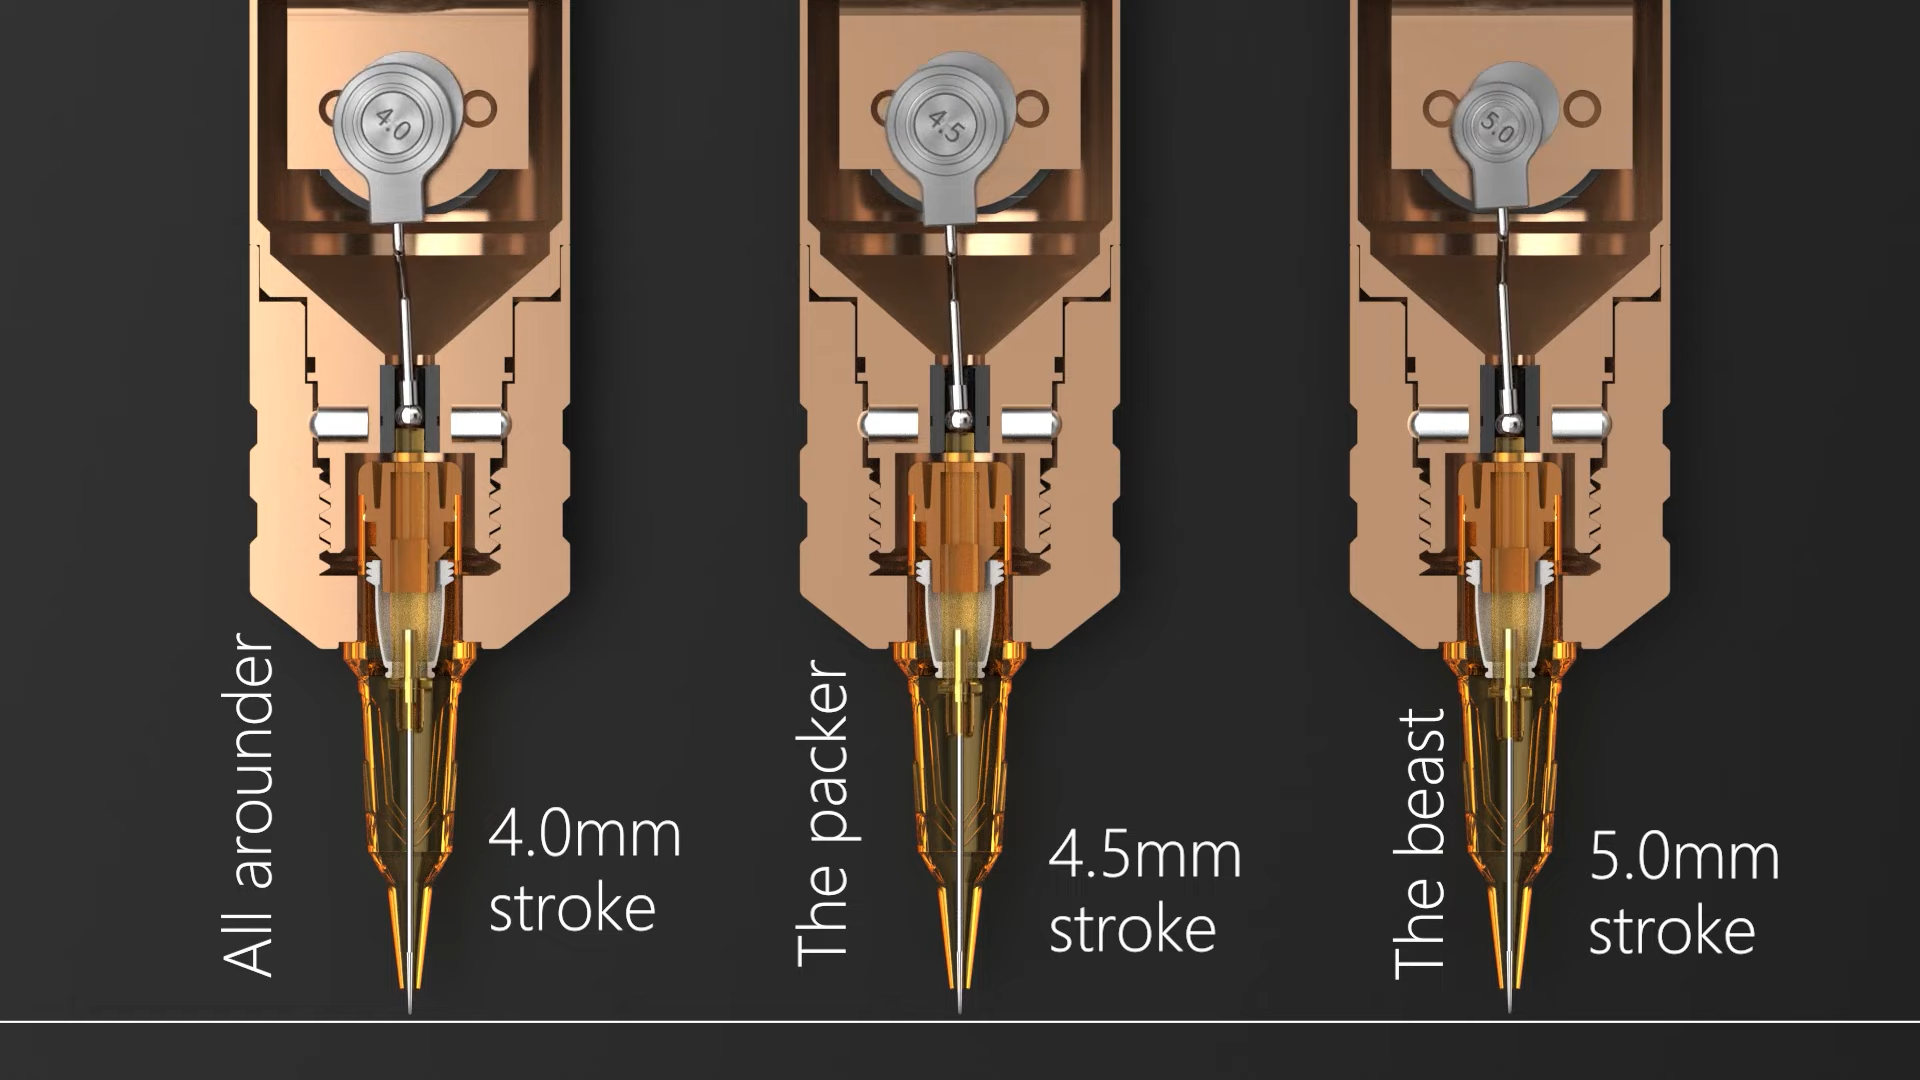 4.0
All arounder
4.0mm
stroke
4.5
The packer
4.5mm
stroke
5.0
The beast
5.0mm
stroke